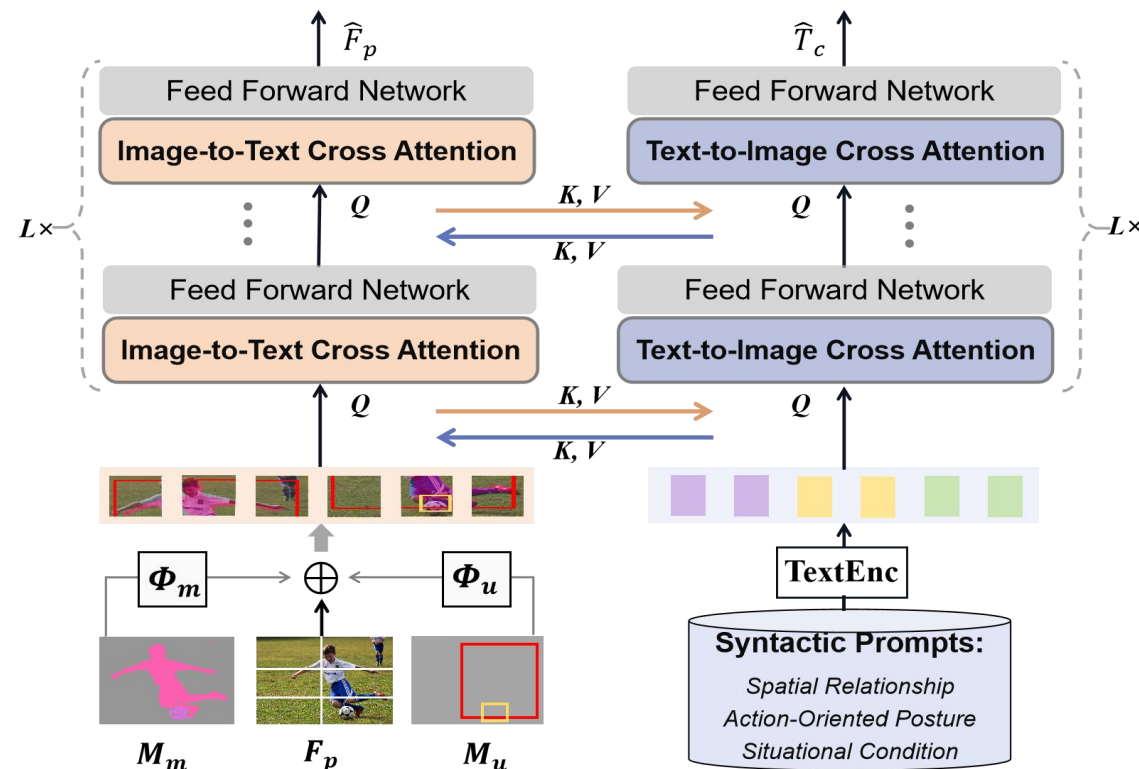 F̂ₚ
T̂_c
Feed Forward Network
Feed Forward Network
Image-to-Text Cross Attention
Text-to-Image Cross Attention
Q
K, V
Q
L×
L×
K, V
Feed Forward Network
Feed Forward Network
Image-to-Text Cross Attention
Text-to-Image Cross Attention
Q
K, V
Q
K, V
Φₘ
Φᵤ
TextEnc
Syntactic Prompts:
Spatial Relationship
Action-Oriented Posture
Situational Condition
Mₘ
Fₚ
Mᵤ